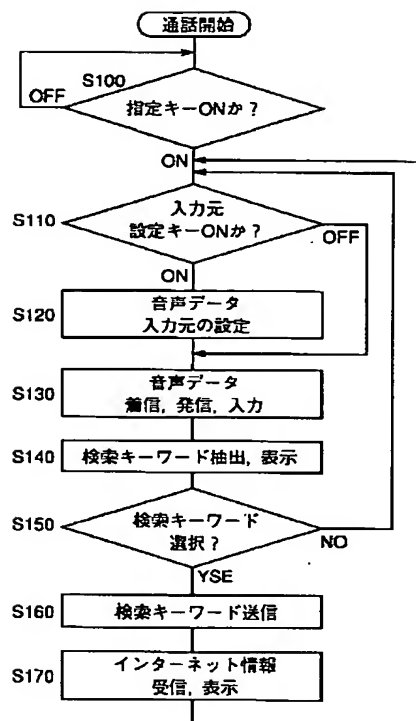 通話開始
S100
OFF
指定キーONか？
ON
S110
入力元
設定キーONか？
OFF
ON
S120
音声データ
入力元の設定
S130
音声データ
着信，発信，入力
S140
検索キーワード抽出，表示
S150
検索キーワード
選択？
NO
YSE
S160
検索キーワード送信
S170
インターネット情報
受信，表示